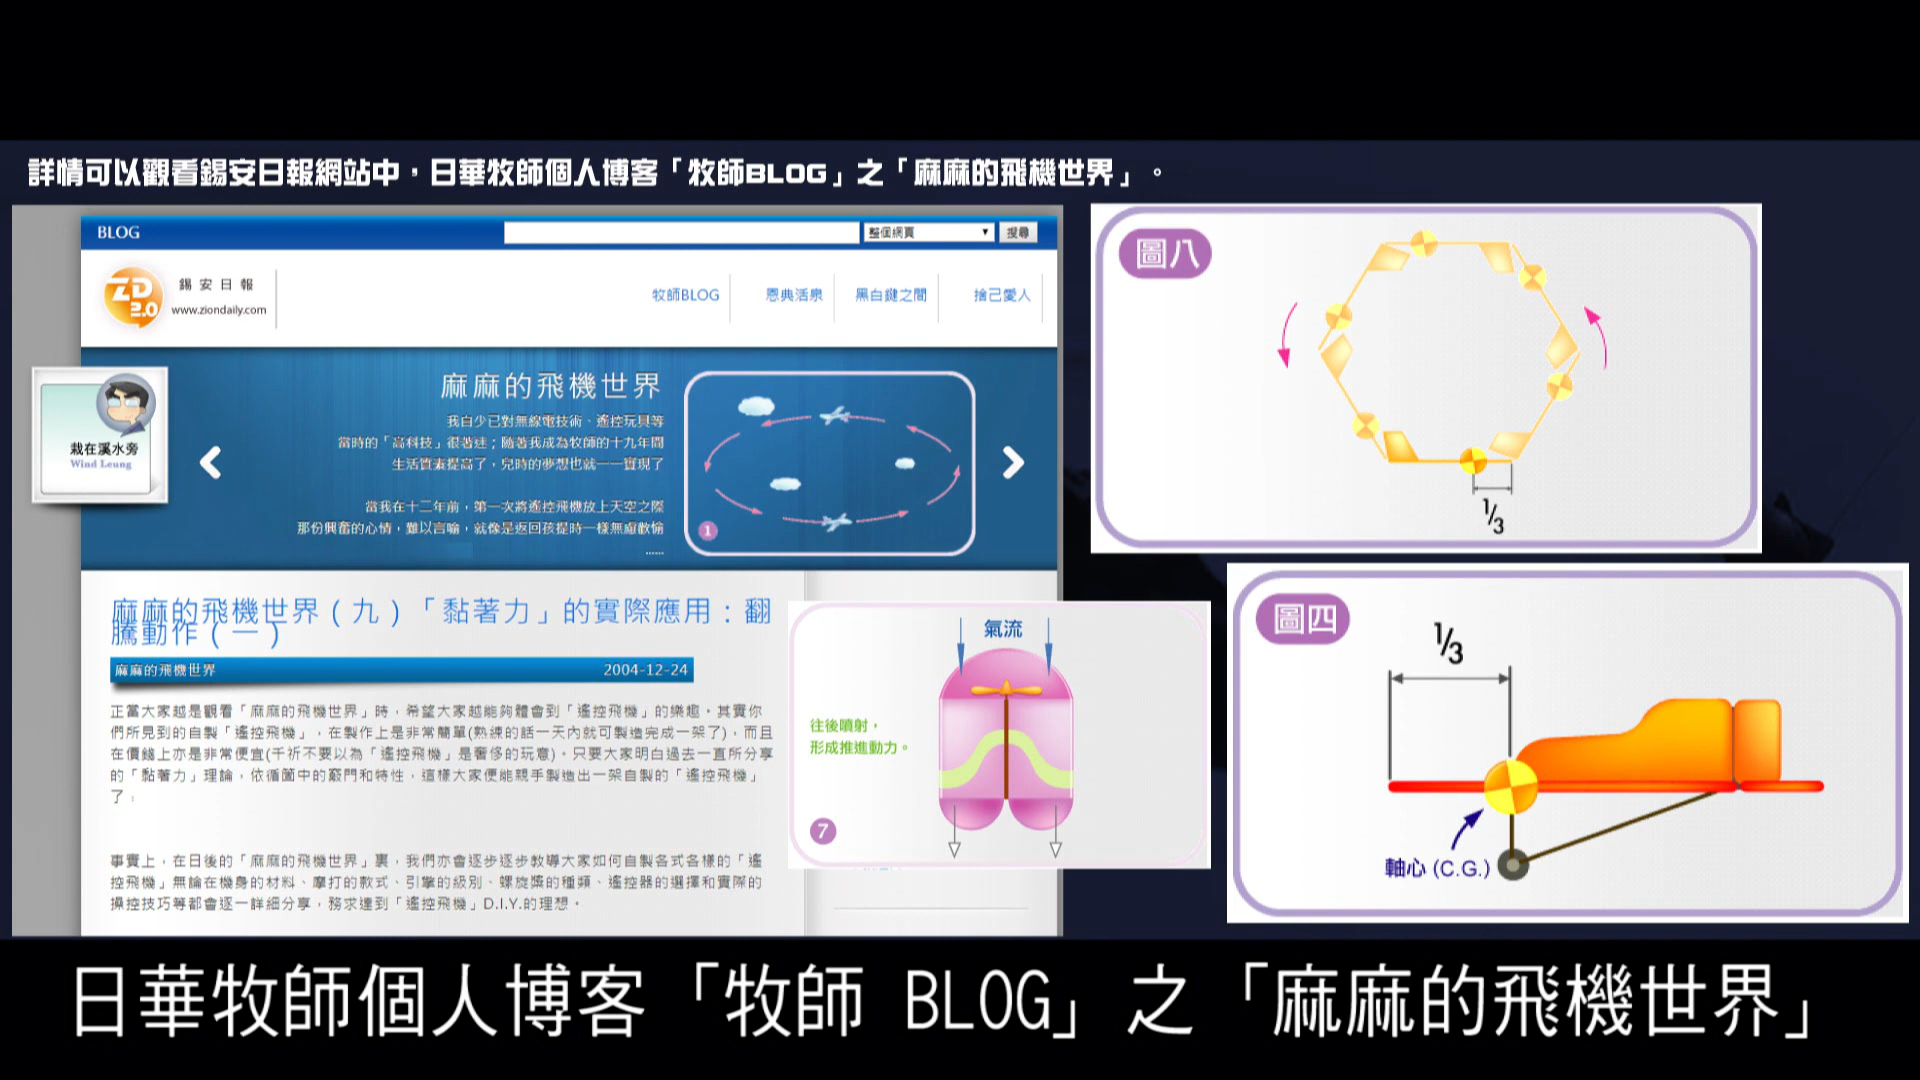 詳情可以觀看錫安日報網站中，日華牧師個人博客「牧師BLOG」之「麻麻的飛機世界」。
BLOG
整個網頁
搜尋
ZD 2.0
錫安日報
www.ziondaily.com
牧師BLOG
恩典活泉
黑白鍵之間
捨己愛人
栽在溪水旁
Wind Leung
麻麻的飛機世界
我自少已對無線電技術、遙控玩具等
當時的「高科技」很著迷；隨著我成為牧師的十九年間
生活質素提高了，兒時的夢想也就一一實現了
當我在十二年前，第一次將遙控飛機放上天空之際
那份興奮的心情，難以言喻，就像是返回孩提時一樣無慮歡愉
......
1
麻麻的飛機世界（九）「黏著力」的實際應用：翻
騰動作（一）
麻麻的飛機世界 2004-12-24
正當大家越是觀看「麻麻的飛機世界」時，希望大家越能夠體會到「遙控飛機」的樂趣。其實你
們所見到的自製「遙控飛機」，在製作上是非常簡單(熟練的話一天內就可製造完成一架了)，而且
在價錢上亦是非常便宜(千祈不要以為「遙控飛機」是奢侈的玩意)。只要大家明白過去一直所分享
的「黏著力」理論，依循箇中的竅門和特性，這樣大家便能親手製造出一架自製的「遙控飛機」
了。
事實上，在日後的「麻麻的飛機世界」裏，我們亦會逐步逐步教導大家如何自製各式各樣的「遙
控飛機」無論在機身的材料、摩打的款式、引擎的級別、螺旋槳的種類、遙控器的選擇和實際的
操控技巧等都會逐一詳細分享，務求達到「遙控飛機」D.I.Y.的理想。
氣流
往後噴射，
形成推進動力。
7
圖八
1/3
圖四
1/3
軸心 (C.G.)
日華牧師個人博客「牧師 BLOG」之「麻麻的飛機世界」